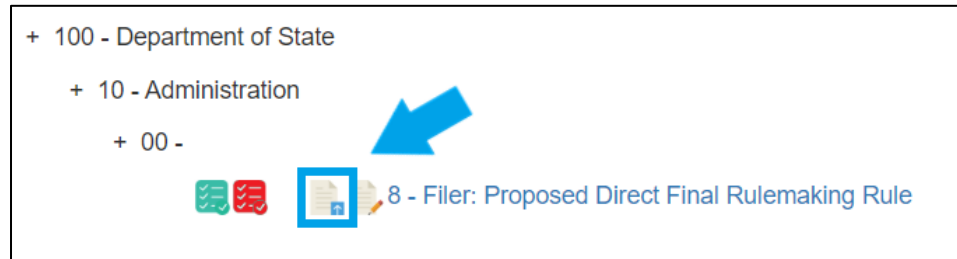 + 100 - Department of State
+ 10 - Administration
+ 00 -
8 - Filer: Proposed Direct Final Rulemaking Rule